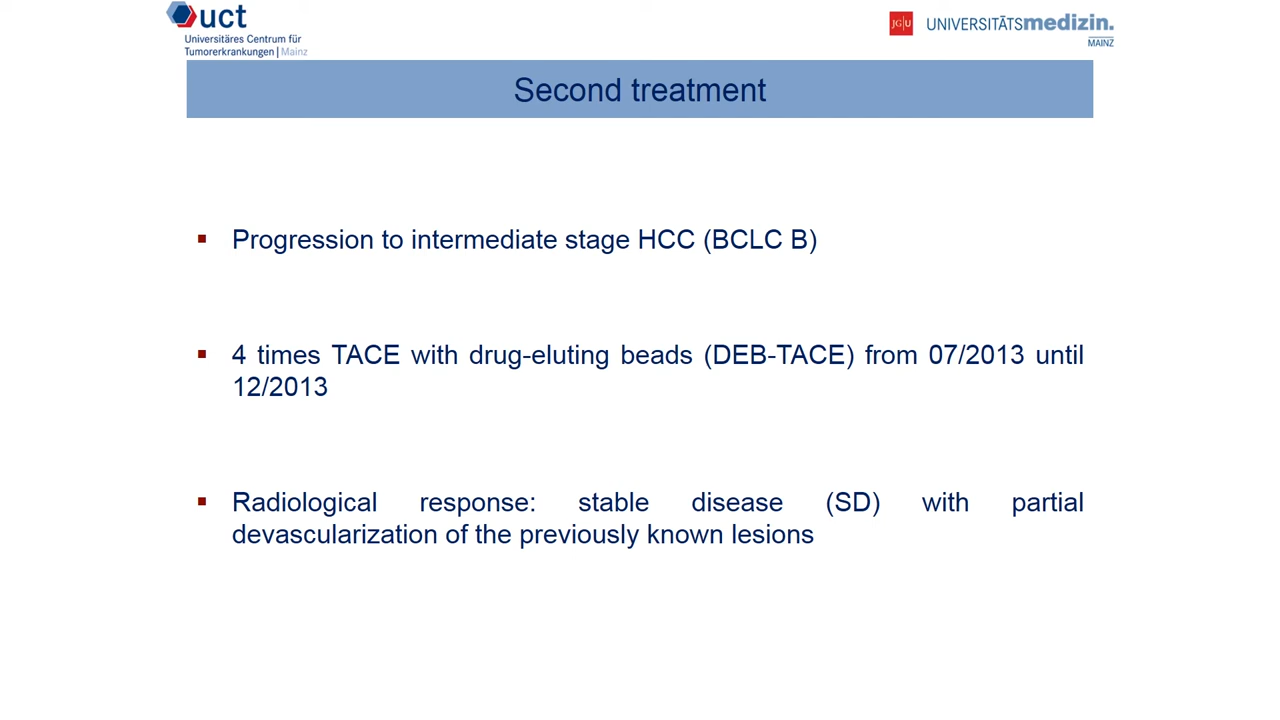 uct
Universitäres Centrum für
Tumorerkrankungen | Mainz
JG|U
UNIVERSITÄTSmedizin.
MAINZ
Second treatment
▪ Progression to intermediate stage HCC (BCLC B)
▪ 4 times TACE with drug-eluting beads (DEB-TACE) from 07/2013 until
12/2013
▪ Radiological response: stable disease (SD) with partial
devascularization of the previously known lesions